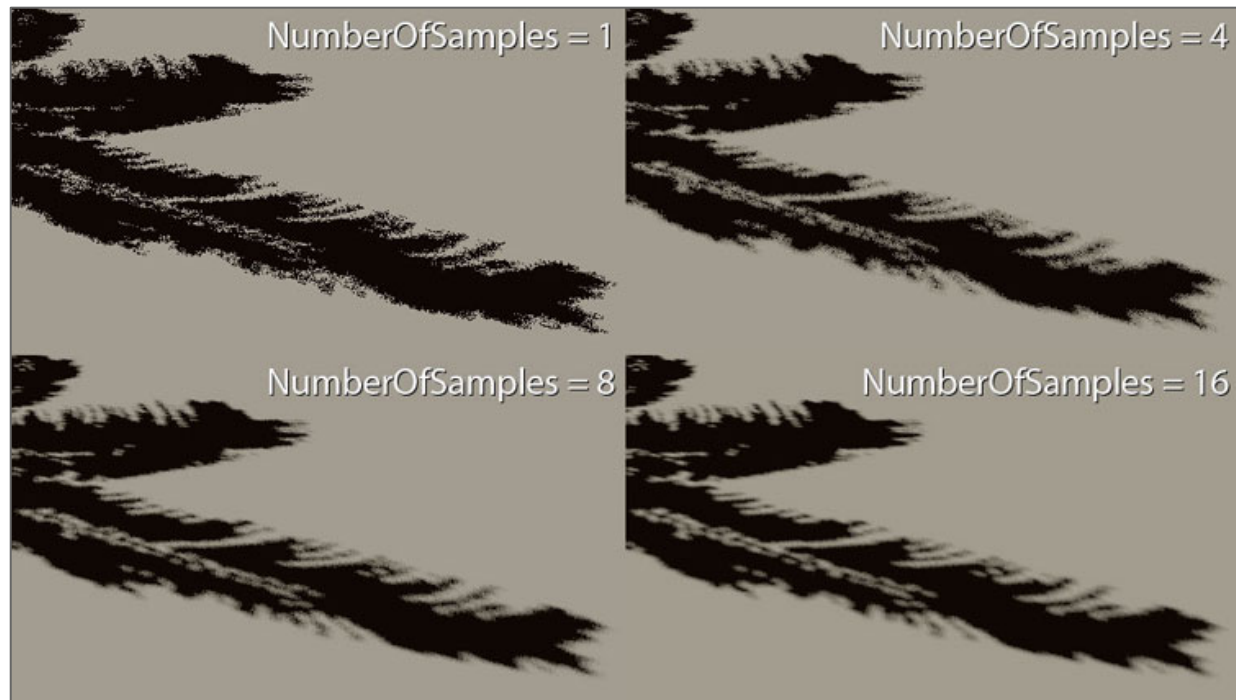 NumberOfSamples = 1
NumberOfSamples = 4
NumberOfSamples = 8
NumberOfSamples = 16